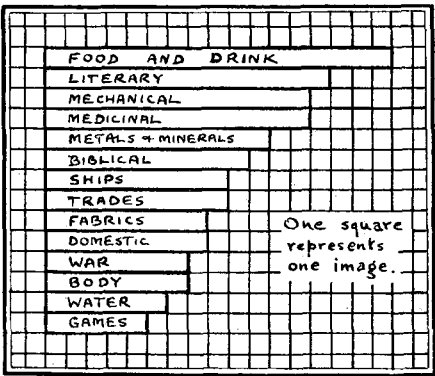 FOOD AND DRINK
LITERARY
MECHANICAL
MEDICINAL
METALS + MINERALS
BIBLICAL
SHIPS
TRADES
FABRICS
DOMESTIC
WAR
BODY
WATER
GAMES
One square
represents
one image.